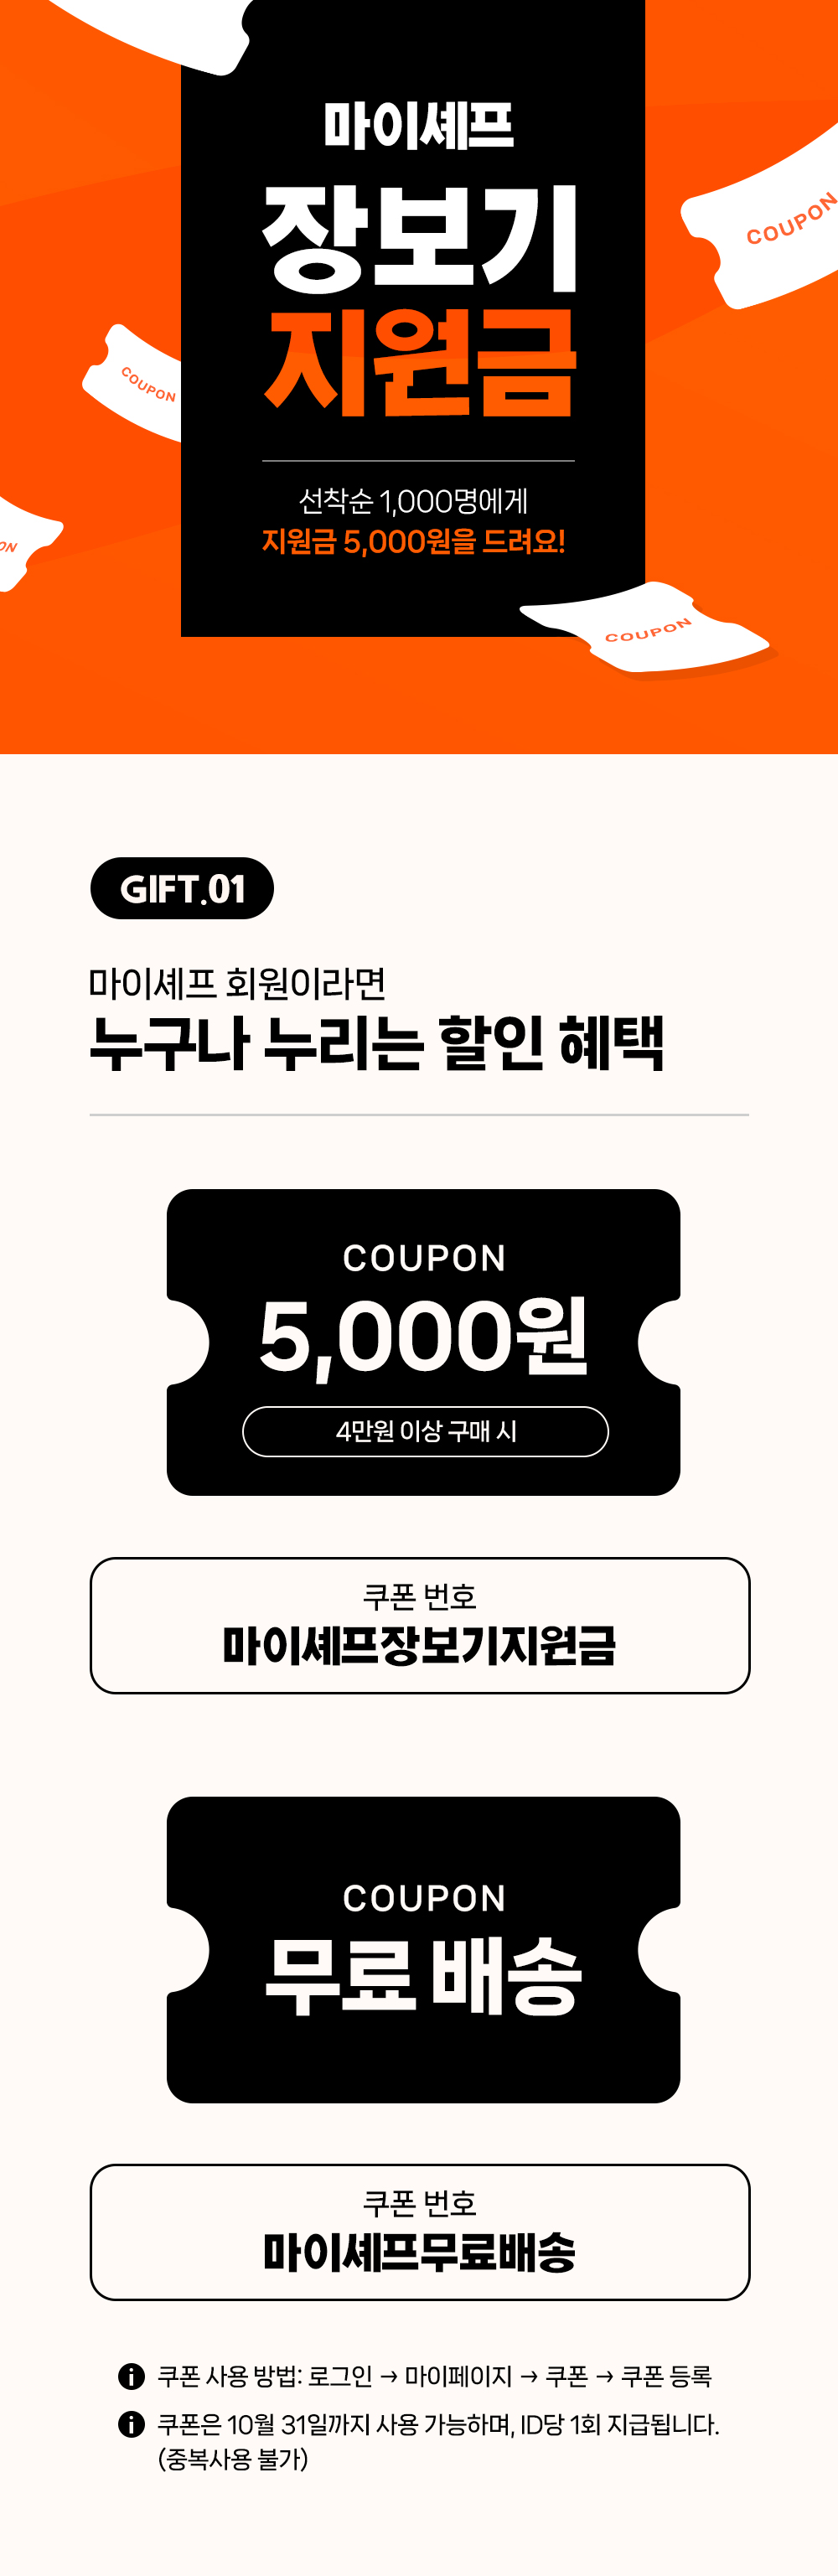 마이셰프
장보기
지원금
선착순 1,000명에게
지원금 5,000원을 드려요!
COUPON
COUPON
ON
COUPON
GIFT.01
마이셰프 회원이라면
누구나 누리는 할인 혜택
COUPON
5,000원
4만원 이상 구매 시
쿠폰 번호
마이셰프장보기지원금
COUPON
무료 배송
쿠폰 번호
마이셰프무료배송
쿠폰 사용 방법: 로그인 → 마이페이지 → 쿠폰 → 쿠폰 등록
쿠폰은 10월 31일까지 사용 가능하며, ID당 1회 지급됩니다.
(중복사용 불가)